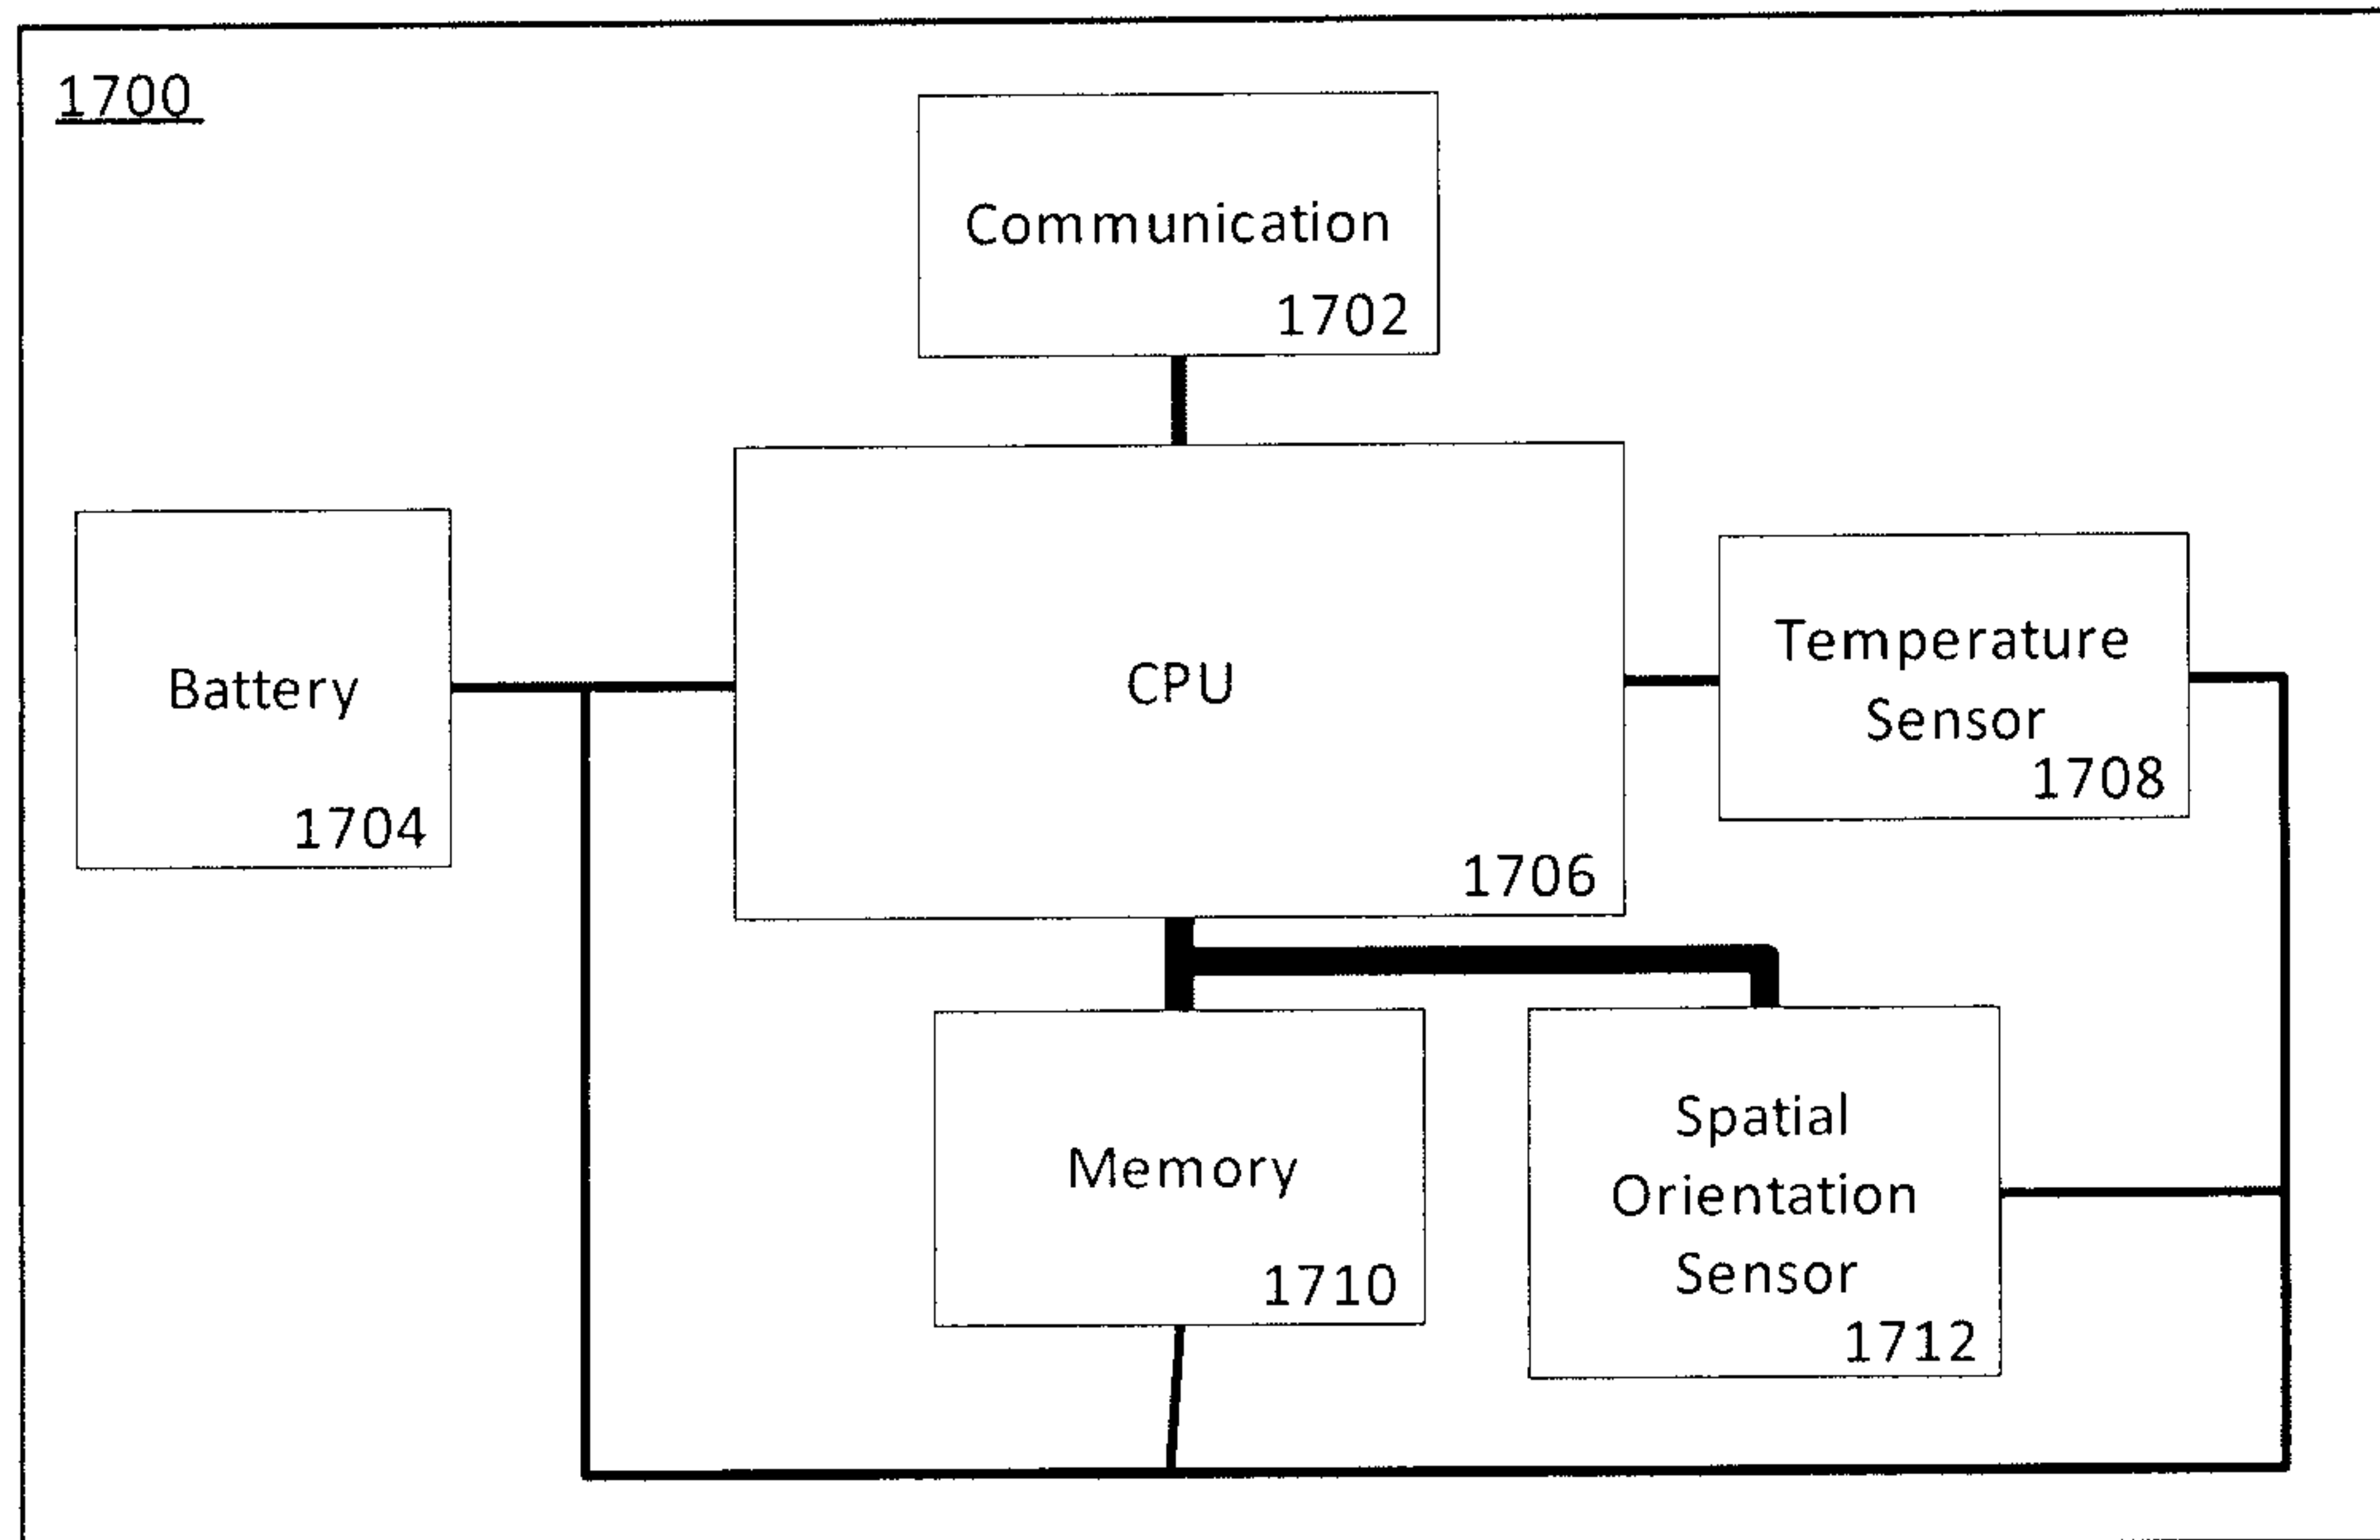 1700
Communication
1702
Battery
1704
CPU
1706
Temperature
Sensor
1708
Memory
1710
Spatial
Orientation
Sensor
1712